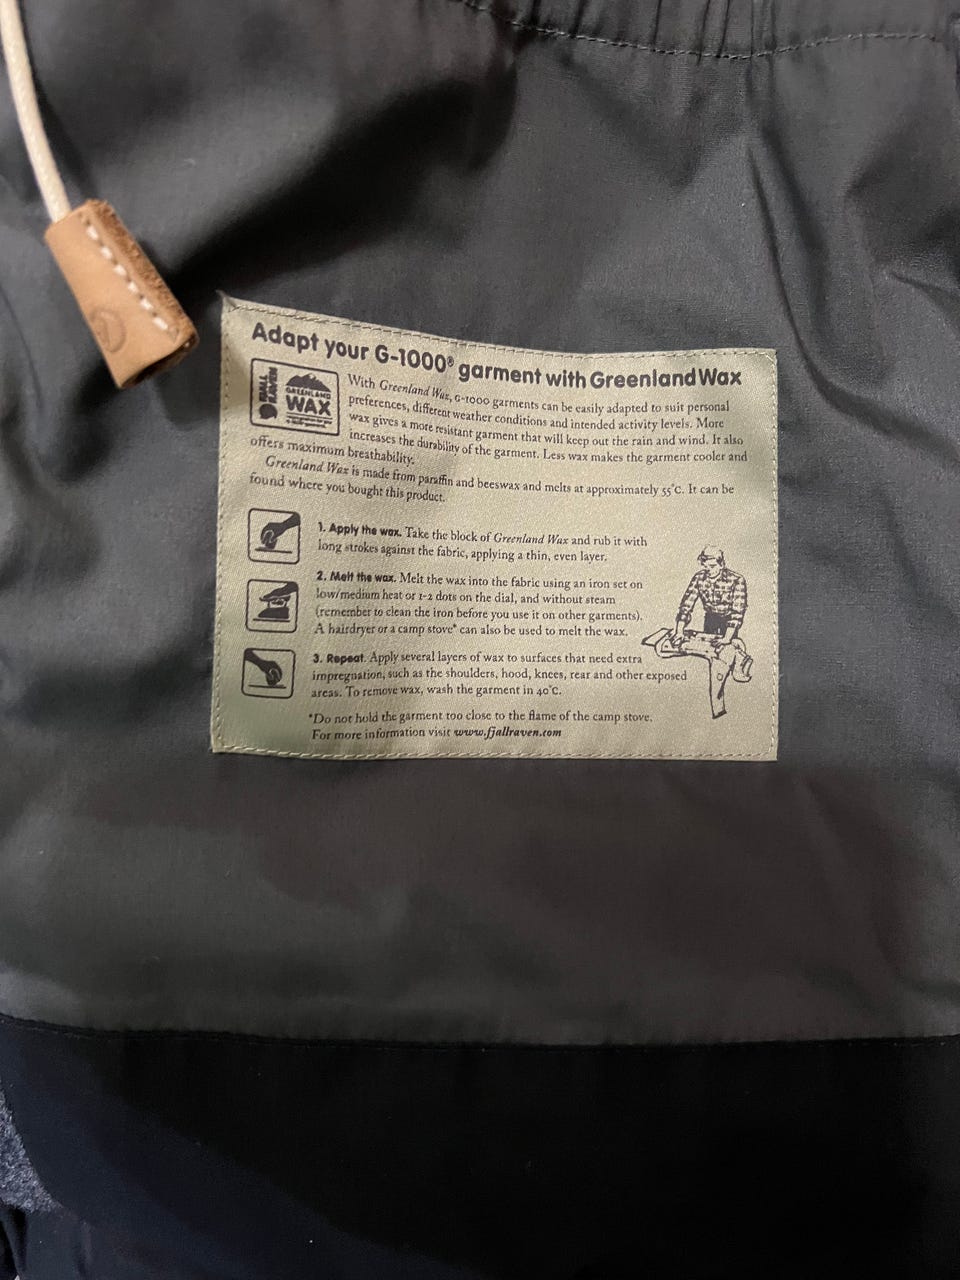 Adapt your G-1000® garment with Greenland Wax
FJALL
RAVEN
GREENLAND
WAX
With Greenland Wax, G-1000 garments can be easily adapted to suit personal
preferences, different weather conditions and intended activity levels. More
wax gives a more resistant garment that will keep out the rain and wind. It also
increases the durability of the garment. Less wax makes the garment cooler and
offers maximum breathability.
Greenland Wax is made from paraffin and beeswax and melts at approximately 55°C. It can be
found where you bought this product.
1. Apply the wax. Take the block of Greenland Wax and rub it with
long strokes against the fabric, applying a thin, even layer.
2. Melt the wax. Melt the wax into the fabric using an iron set on
low/medium heat or 1-2 dots on the dial, and without steam
(remember to clean the iron before you use it on other garments).
A hairdryer or a camp stove* can also be used to melt the wax.
3. Repeat. Apply several layers of wax to surfaces that need extra
impregnation, such as the shoulders, hood, knees, rear and other exposed
areas. To remove wax, wash the garment in 40°C.
*Do not hold the garment too close to the flame of the camp stove.
For more information visit www.fjallraven.com